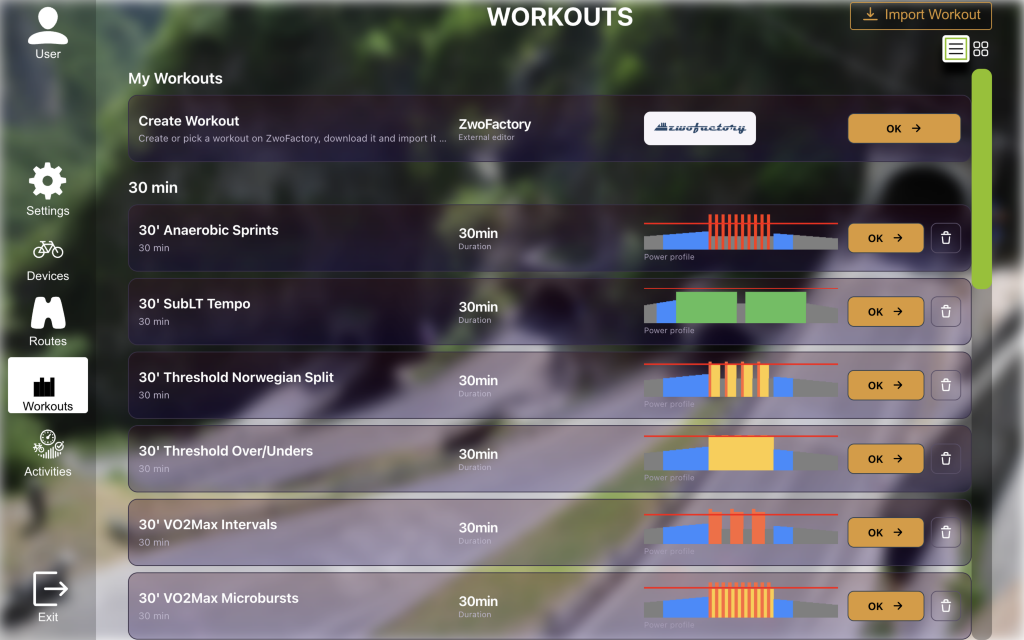 WORKOUTS
Import Workout
User
Settings
Devices
Routes
Workouts
Activities
Exit
My Workouts
Create Workout
Create or pick a workout on ZwoFactory, download it and import it ...
ZwoFactory
External editor
zwofactory
OK
30 min
30' Anaerobic Sprints
30 min
30min
Duration
Power profile
OK
30' SubLT Tempo
30 min
30min
Duration
Power profile
OK
30' Threshold Norwegian Split
30 min
30min
Duration
Power profile
OK
30' Threshold Over/Unders
30 min
30min
Duration
Power profile
OK
30' VO2Max Intervals
30 min
30min
Duration
Power profile
OK
30' VO2Max Microbursts
30 min
30min
Duration
Power profile
OK